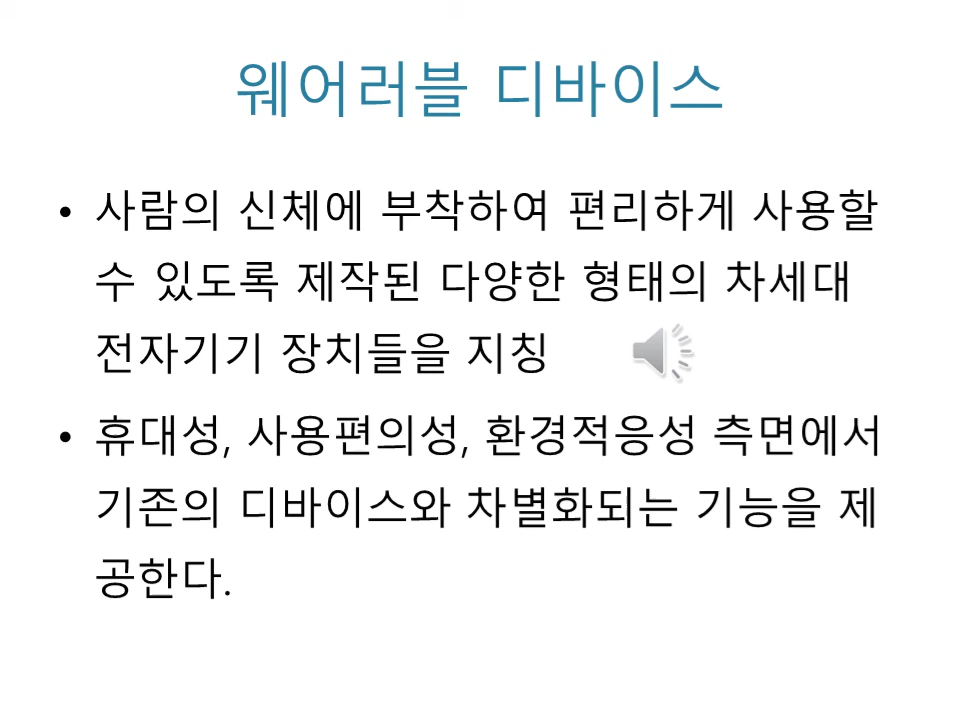 웨어러블 디바이스
• 사람의 신체에 부착하여 편리하게 사용할
수 있도록 제작된 다양한 형태의 차세대
전자기기 장치들을 지칭
• 휴대성, 사용편의성, 환경적응성 측면에서
기존의 디바이스와 차별화되는 기능을 제
공한다.